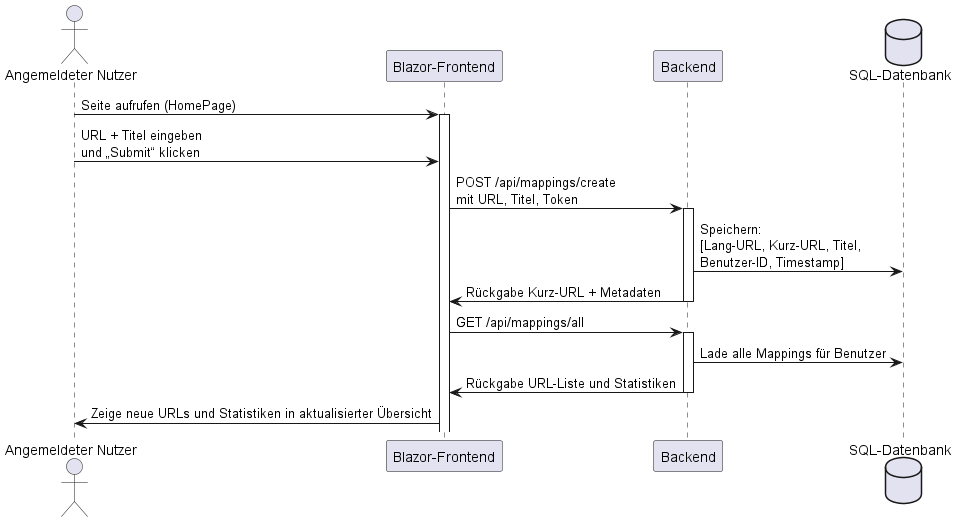 Angemeldeter Nutzer
Blazor-Frontend
Backend
SQL-Datenbank
Seite aufrufen (HomePage)
URL + Titel eingeben
und „Submit“ klicken
POST /api/mappings/create
mit URL, Titel, Token
Speichern:
[Lang-URL, Kurz-URL, Titel,
Benutzer-ID, Timestamp]
Rückgabe Kurz-URL + Metadaten
GET /api/mappings/all
Lade alle Mappings für Benutzer
Rückgabe URL-Liste und Statistiken
Zeige neue URLs und Statistiken in aktualisierter Übersicht
Angemeldeter Nutzer
Blazor-Frontend
Backend
SQL-Datenbank